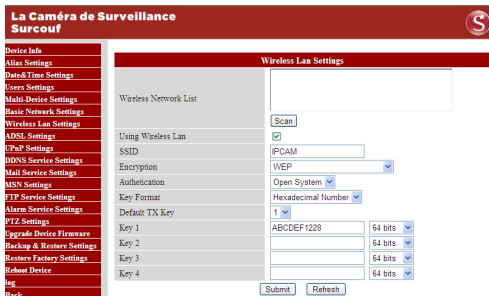 La Caméra de Surveillance
Surcouf
S
Device Info
Alias Settings
Date&Time Settings
Users Settings
Multi-Device Settings
Basic Network Settings
Wireless Lan Settings
ADSL Settings
UPnP Settings
DDNS Service Settings
Mail Service Settings
MSN Settings
FTP Service Settings
Alarm Service Settings
PTZ Settings
Upgrade Device Firmware
Backup & Restore Settings
Restore Factory Settings
Reboot Device
log
Back
Wireless Lan Settings
Wireless Network List
Scan
Using Wireless Lan
SSID IPCAM
Encryption WEP
Authetication Open System
Key Format Hexadecimal Number
Default TX Key 1
Key 1 ABCDEF1228 64 bits
Key 2 64 bits
Key 3 64 bits
Key 4 64 bits
Submit Refresh